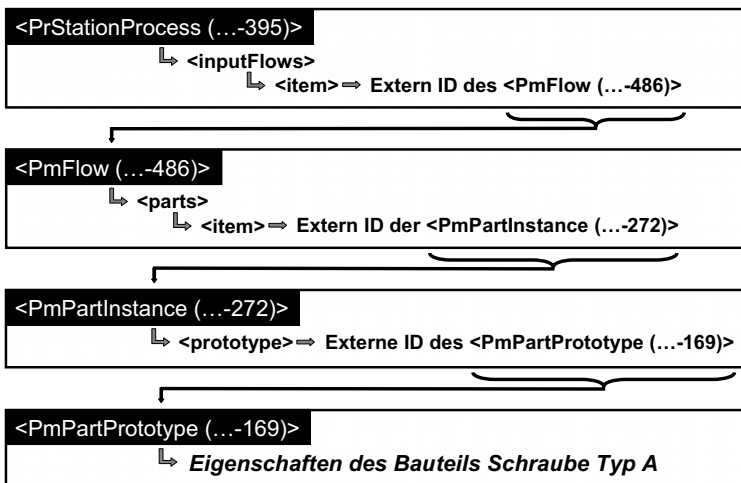 <PrStationProcess (…-395)>
<inputFlows>
<item> ⇒ Extern ID des <PmFlow (…-486)>
<PmFlow (…-486)>
<parts>
<item> ⇒ Extern ID der <PmPartInstance (…-272)>
<PmPartInstance (…-272)>
<prototype> ⇒ Externe ID des <PmPartPrototype (…-169)>
<PmPartPrototype (…-169)>
Eigenschaften des Bauteils Schraube Typ A